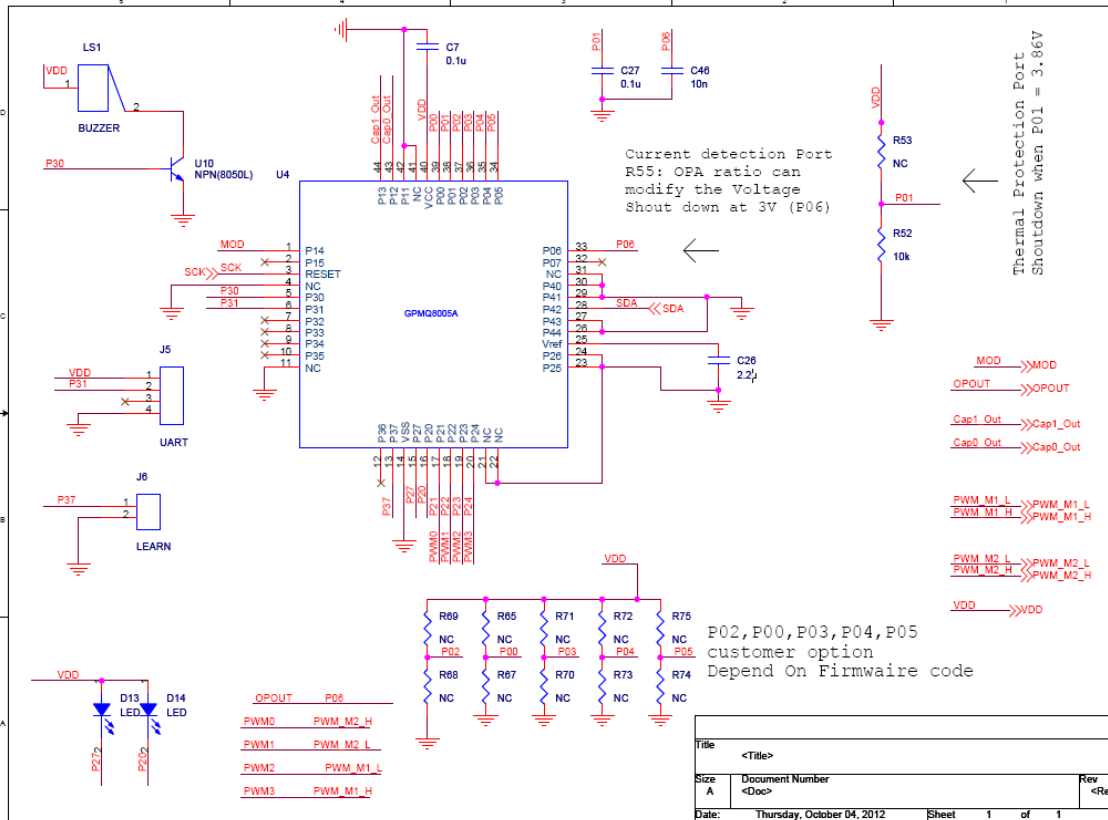 5 4 3 2 1
LS1
VDD
1
2
BUZZER
P30
U10
NPN(8050L)
C7
0.1u
P01
C27
0.1u
P06
C46
10n
Cap1_Out
Cap0_Out
VDD
P00
P01
P02
P03
P04
P05
44 43 42 41 40 39 38 37 36 35 34
P13 P12 P11 NC VCC P00 P01 P02 P03 P04 P05
U4
GPMQ8005A
MOD 1 P14
2 P15
SCK SCK 3 RESET
4 NC
P30 5 P30
P31 6 P31
7 P32
8 P33
9 P34
10 P35
11 NC
P06 33 P06
P07 32
NC 31
P40 30
P41 29
P42 28 SDA SDA
P43 27
P44 26
Vref 25
P26 24
P25 23
P36 P37 VSS P27 P20 P21 P22 P23 P24 NC NC
12 13 14 15 16 17 18 19 20 21 22
P37
P27
P20
P21
P22
P23
P24
PWM0
PWM1
PWM2
PWM3
C26
2.2u
Current detection Port
R55: OPA ratio can
modify the Voltage
Shout down at 3V (P06)
VDD
R53
NC
P01
R52
10k
Thermal Protection Port
Shoutdown when P01 = 3.86V
J5
VDD 1
P31 2
3
4
UART
J6
P37 1
2
LEARN
MOD MOD
OPOUT OPOUT
Cap1_Out Cap1_Out
Cap0_Out Cap0_Out
PWM_M1_L PWM_M1_L
PWM_M1_H PWM_M1_H
PWM_M2_L PWM_M2_L
PWM_M2_H PWM_M2_H
VDD VDD
VDD
R69 R65 R71 R72 R75
NC NC NC NC NC
P02 P00 P03 P04 P05
R68 R67 R70 R73 R74
NC NC NC NC NC
P02,P00,P03,P04,P05
customer option
Depend On Firmwaire code
VDD
D13
LED
D14
LED
2
2
P27
P20
OPOUT P06
PWM0 PWM_M2_H
PWM1 PWM_M2_L
PWM2 PWM_M1_L
PWM3 PWM_M1_H
Title
<Title>
Size
A
Document Number
<Doc>
Rev
<Re
Date: Thursday, October 04, 2012 Sheet 1 of 1
D
C
B
A